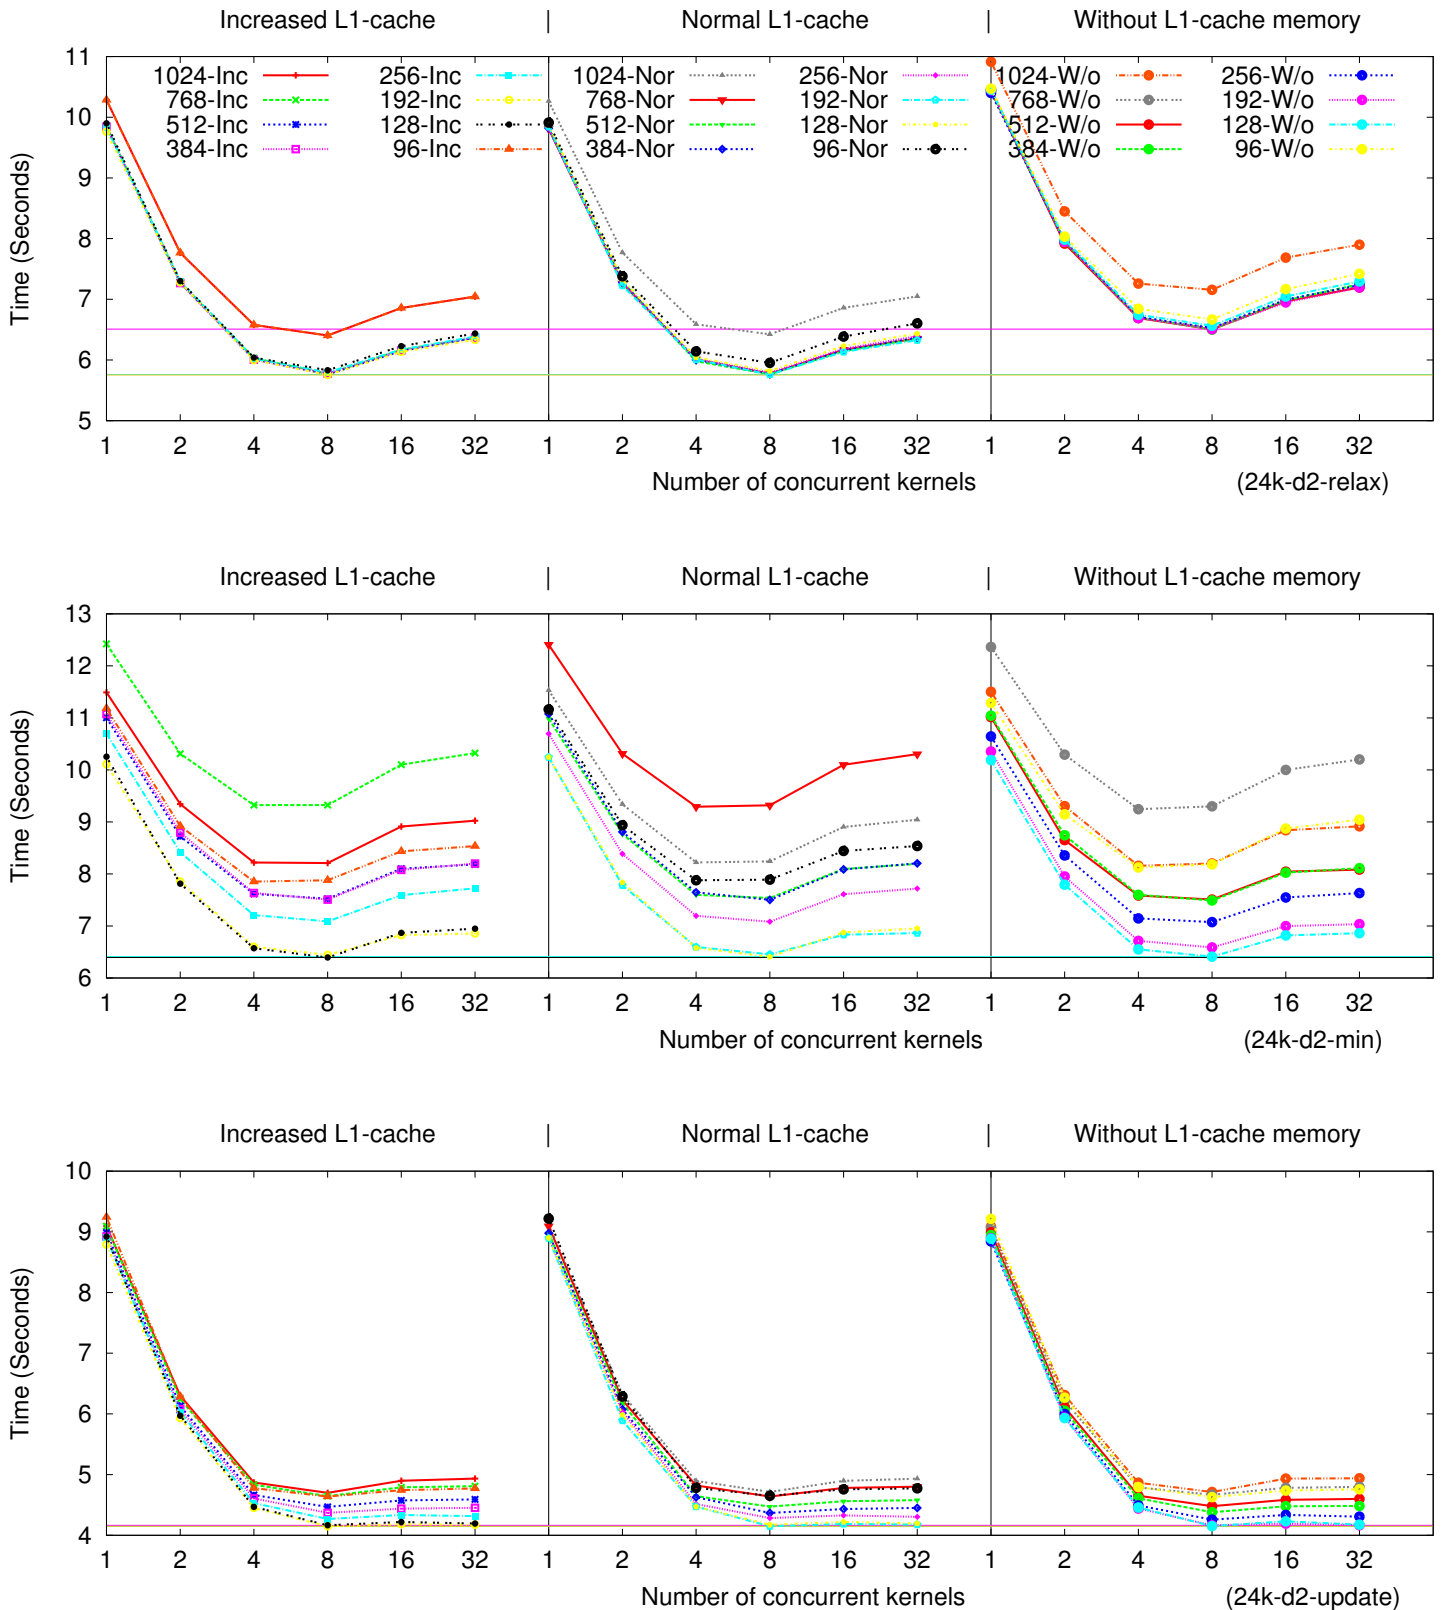 Increased L1-cache | Normal L1-cache | Without L1-cache memory
11
10
9
8
7
6
5
Time (Seconds)
1024-Inc 256-Inc 1024-Nor 256-Nor 1024-W/o 256-W/o
768-Inc 192-Inc 768-Nor 192-Nor 768-W/o 192-W/o
512-Inc 128-Inc 512-Nor 128-Nor 512-W/o 128-W/o
384-Inc 96-Inc 384-Nor 96-Nor 384-W/o 96-W/o
1 2 4 8 16 32 1 2 4 8 16 32 1 2 4 8 16 32
Number of concurrent kernels (24k-d2-relax)
Increased L1-cache | Normal L1-cache | Without L1-cache memory
13
12
11
10
9
8
7
6
Time (Seconds)
1 2 4 8 16 32 1 2 4 8 16 32 1 2 4 8 16 32
Number of concurrent kernels (24k-d2-min)
Increased L1-cache | Normal L1-cache | Without L1-cache memory
10
9
8
7
6
5
4
Time (Seconds)
1 2 4 8 16 32 1 2 4 8 16 32 1 2 4 8 16 32
Number of concurrent kernels (24k-d2-update)